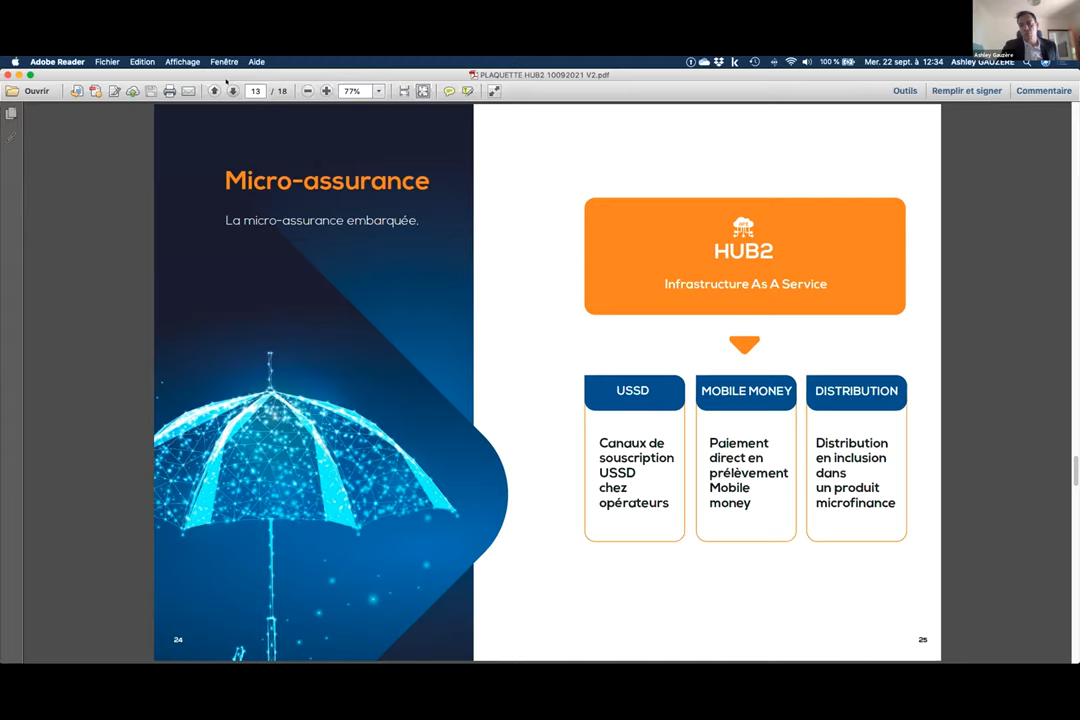 Ashley Gauzère
Adobe Reader Fichier Edition Affichage Fenêtre Aide
100 % Mer. 22 sept. à 12:34 Ashley GAUZERE
PLAQUETTE HUB2 10092021 V2.pdf
Ouvrir 13 / 18 77% Outils Remplir et signer Commentaire
Micro-assurance
La micro-assurance embarquée.
HUB2
Infrastructure As A Service
USSD
Canaux de
souscription
USSD
chez
opérateurs
MOBILE MONEY
Paiement
direct en
prélèvement
Mobile
money
DISTRIBUTION
Distribution
en inclusion
dans
un produit
microfinance
24
25